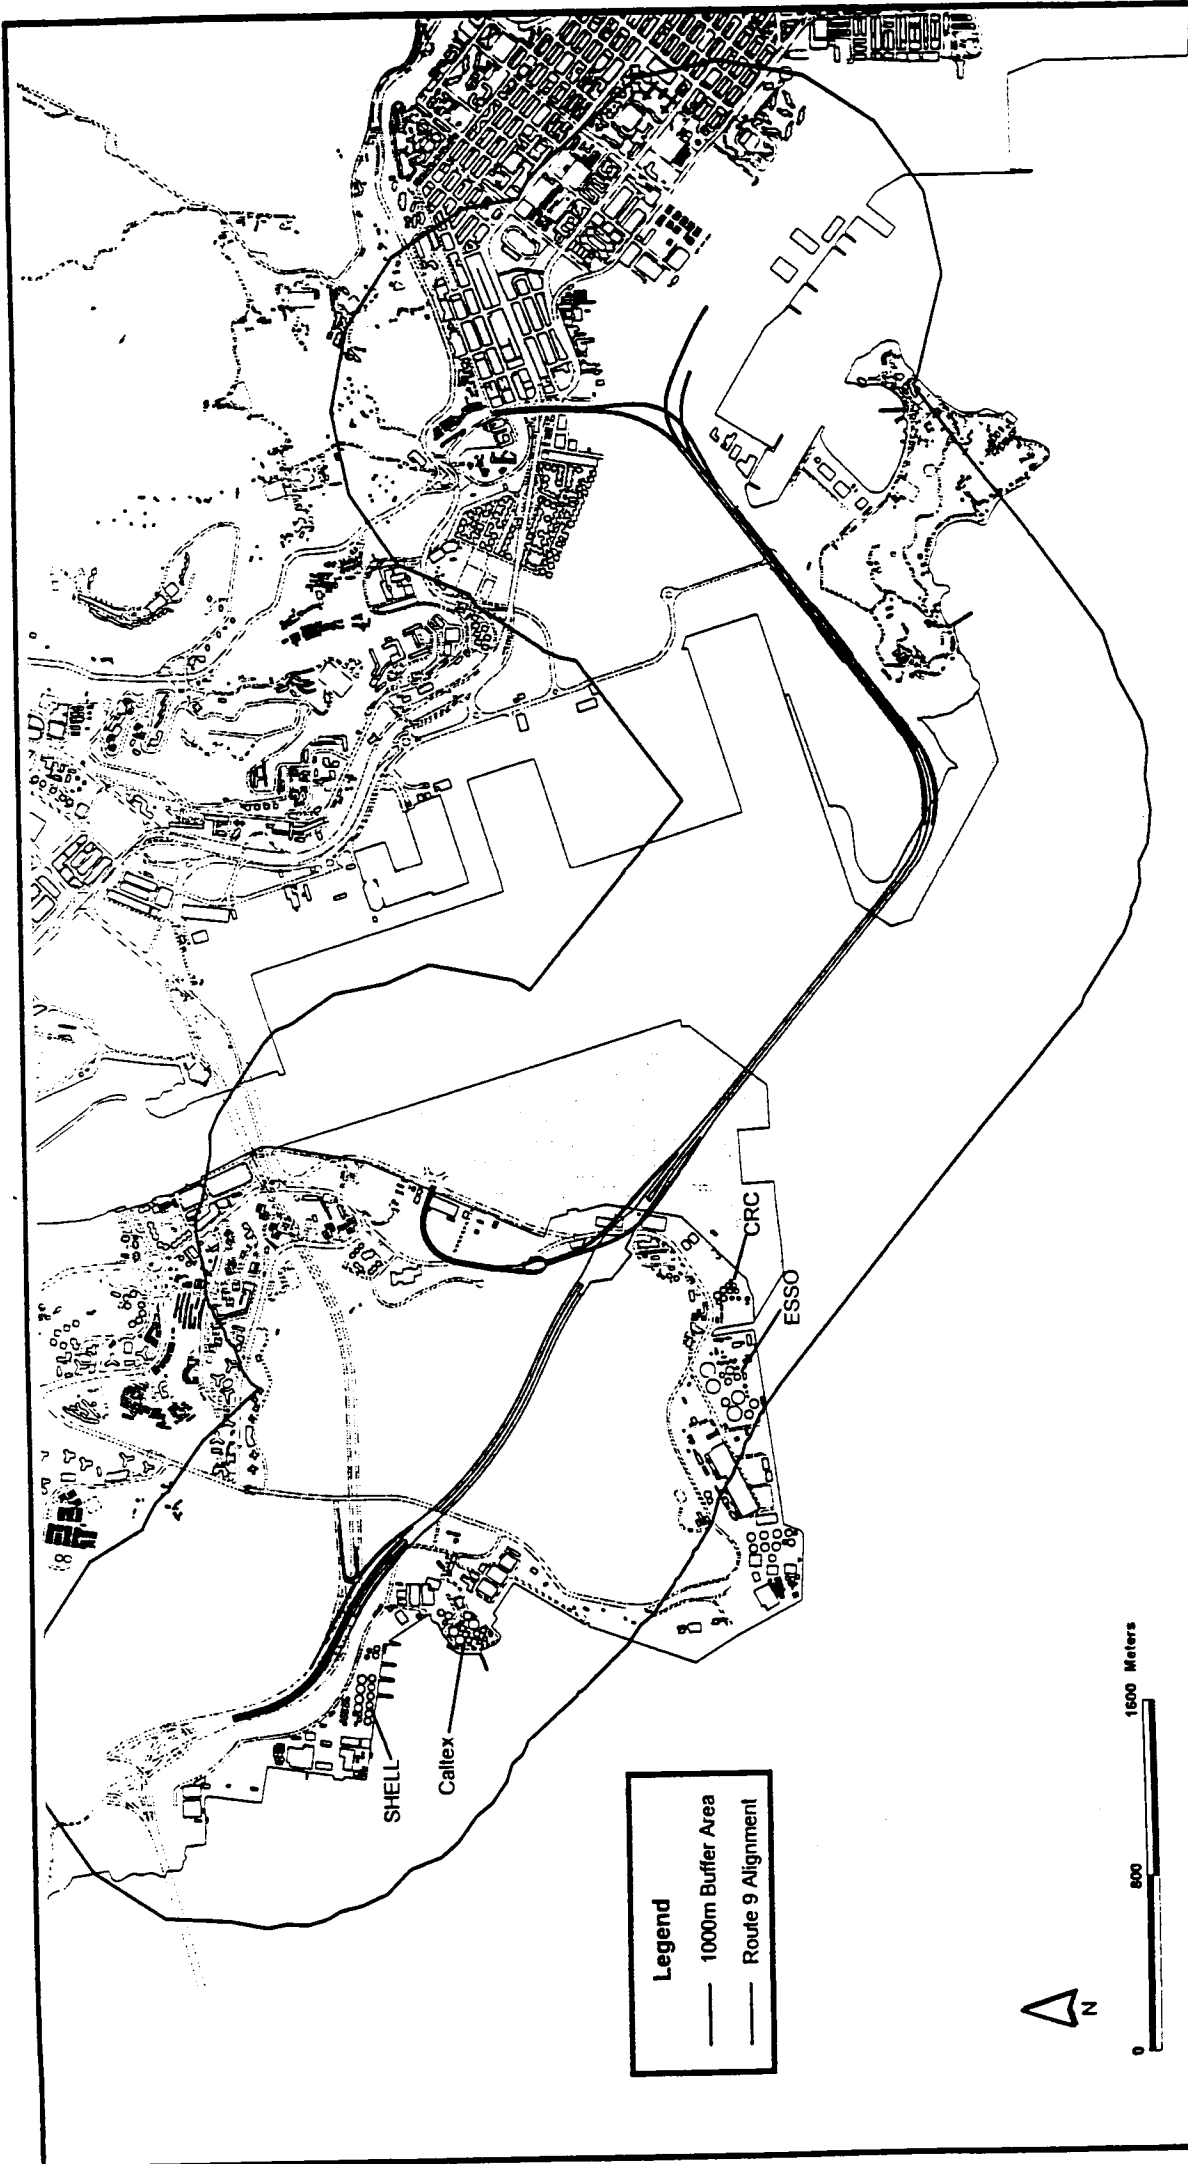 SHELL
Caltex
ESSO
CRC
Legend
1000m Buffer Area
Route 9 Alignment
N
0
800
1600 Meters